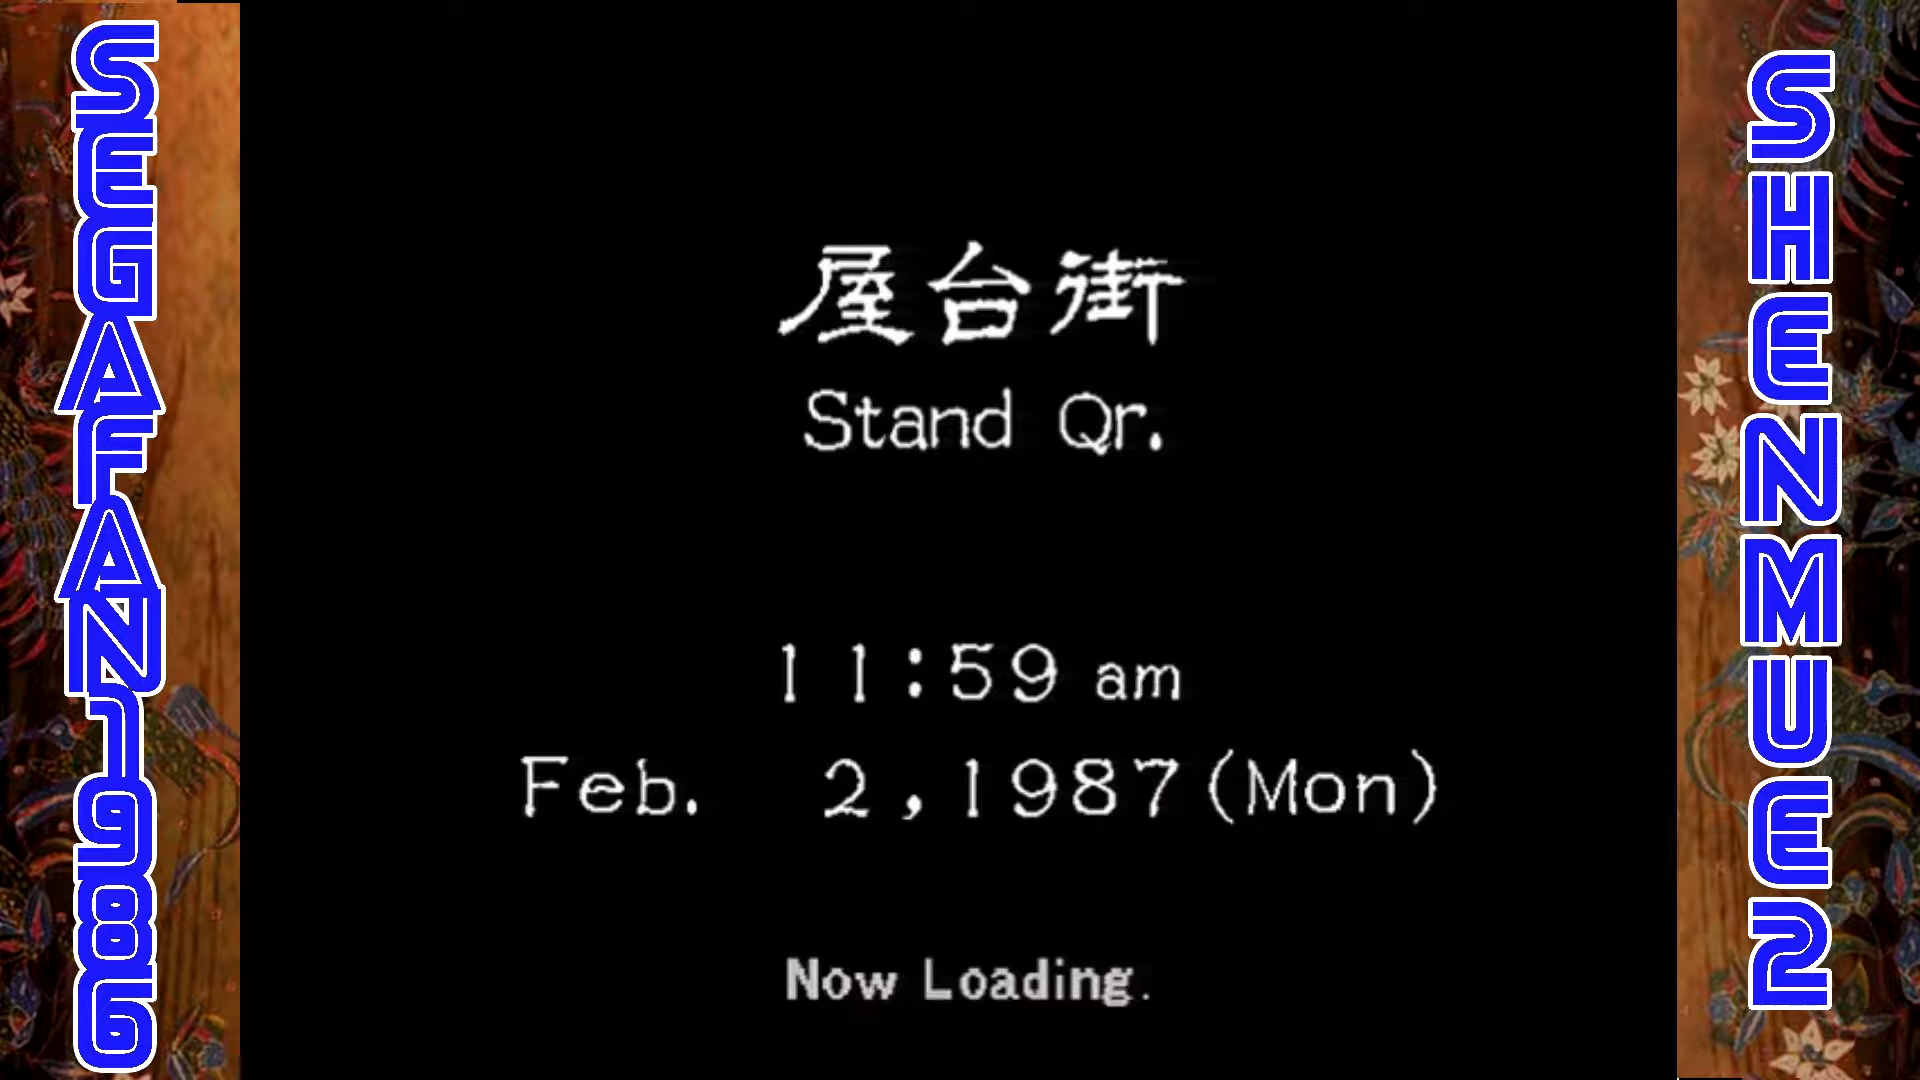 SEGAFAN1986
屋台街
Stand Qr.
11:59 am
Feb. 2,1987(Mon)
Now Loading.
SHENMUE2